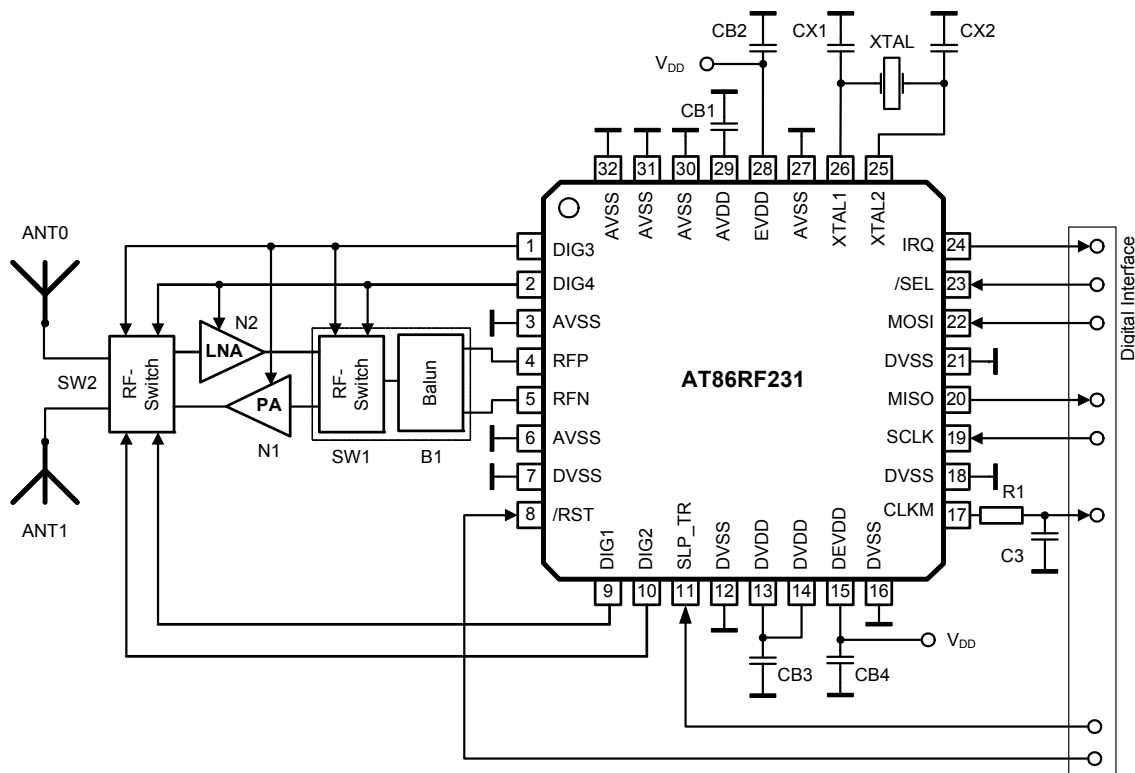 CB2
CX1
XTAL
CX2
VDD
CB1
32
31
30
29
28
27
26
25
AVSS
AVSS
AVSS
AVDD
EVDD
AVSS
XTAL1
XTAL2
ANT0
ANT1
SW2
RF-
Switch
N2
LNA
PA
N1
RF-
Switch
SW1
Balun
B1
1
DIG3
2
DIG4
3
AVSS
4
RFP
5
RFN
6
AVSS
7
DVSS
8
/RST
AT86RF231
IRQ
24
/SEL
23
MOSI
22
DVSS
21
MISO
20
SCLK
19
DVSS
18
CLKM
17
R1
C3
Digital Interface
DIG1
DIG2
SLP_TR
DVSS
DVDD
DVDD
DEVDD
DVSS
9
10
11
12
13
14
15
16
CB3
CB4
VDD